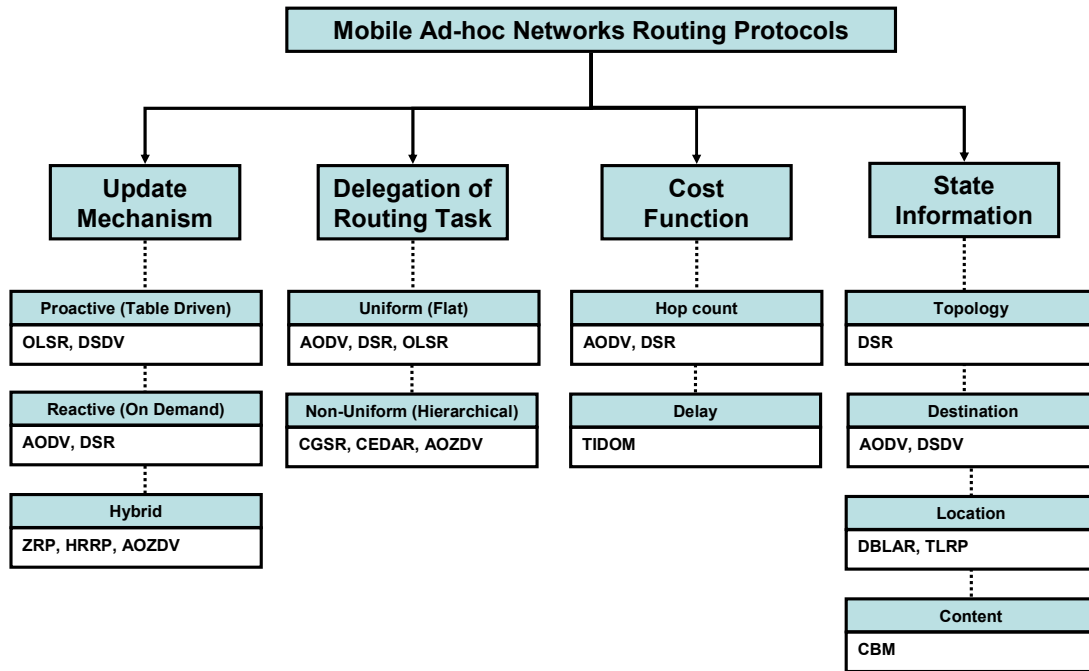 Mobile Ad-hoc Networks Routing Protocols
Update
Mechanism
Proactive (Table Driven)
OLSR, DSDV
Reactive (On Demand)
AODV, DSR
Hybrid
ZRP, HRRP, AOZDV
Delegation of
Routing Task
Uniform (Flat)
AODV, DSR, OLSR
Non-Uniform (Hierarchical)
CGSR, CEDAR, AOZDV
Cost
Function
Hop count
AODV, DSR
Delay
TIDOM
State
Information
Topology
DSR
Destination
AODV, DSDV
Location
DBLAR, TLRP
Content
CBM